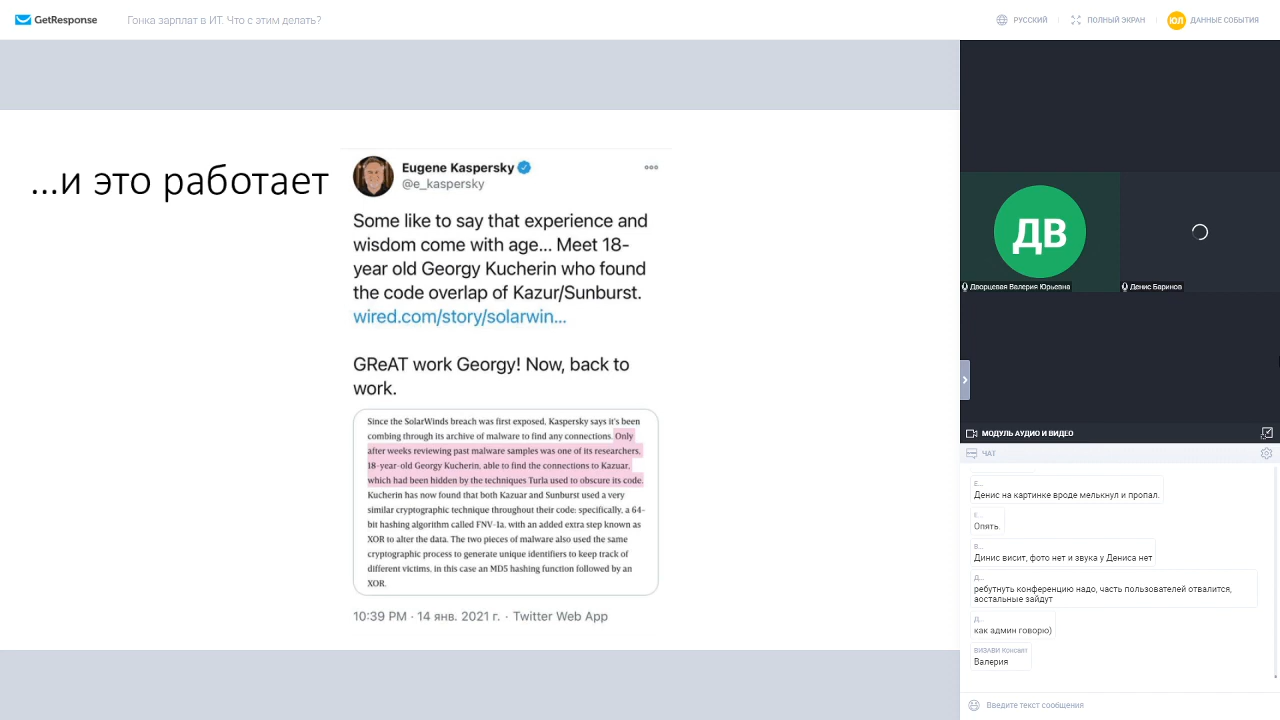 GetResponse
Гонка зарплат в ИТ. Что с этим делать?
РУССКИЙ
ПОЛНЫЙ ЭКРАН
ЮЛ
ДАННЫЕ СОБЫТИЯ
...и это работает
Eugene Kaspersky
@e_kaspersky
Some like to say that experience and
wisdom come with age... Meet 18-
year old Georgy Kucherin who found
the code overlap of Kazur/Sunburst.
wired.com/story/solarwin...
GReAT work Georgy! Now, back to
work.
Since the SolarWinds breach was first exposed, Kaspersky says it's been
combing through its archive of malware to find any connections. Only
after weeks reviewing past malware samples was one of its researchers,
18-year-old Georgy Kucherin, able to find the connections to Kazuar,
which had been hidden by the techniques Turla used to obscure its code.
Kucherin has now found that both Kazuar and Sunburst used a very
similar cryptographic technique throughout their code: specifically, a 64-
bit hashing algorithm called FNV-1a, with an added extra step known as
XOR to alter the data. The two pieces of malware also used the same
cryptographic process to generate unique identifiers to keep track of
different victims, in this case an MD5 hashing function followed by an
XOR.
10:39 PM · 14 янв. 2021 г. · Twitter Web App
ДВ
Дворцевая Валерия Юрьевна
Денис Баринов
МОДУЛЬ АУДИО И ВИДЕО
ЧАТ
Е...
Денис на картинке вроде мелькнул и пропал.
Е...
Опять.
В...
Динис висит, фото нет и звука у Дениса нет
Д...
ребутнуть конференцию надо, часть пользователей отвалится,
аостальные зайдут
Д...
как админ говорю)
ВИЗАВИ Консалт
Валерия
Введите текст сообщения